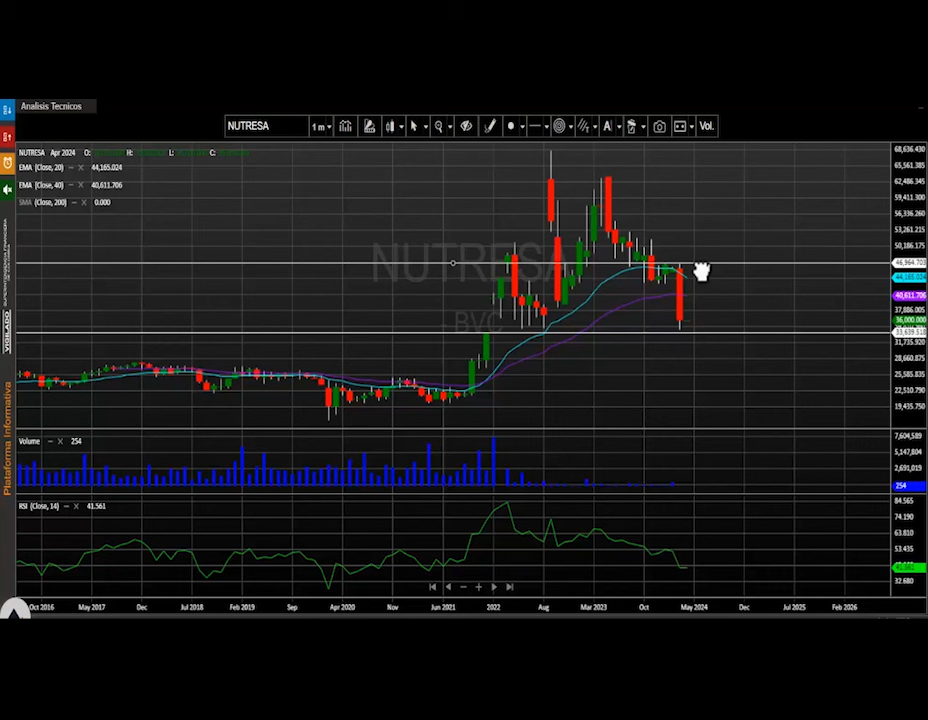 Analisis Tecnicos
NUTRESA 1 m Vol.
NUTRESA Apr 2024 O: H: L: C:
EMA (Close, 20) 44,165.024
EMA (Close, 40) 40,611.706
SMA (Close, 200) 0.000
NUTRESA
- BVC
68,636.430
65,561.385
62,486.345
59,411.300
56,336.260
53,261.215
50,186.175
46,964.703
44,165.024
40,611.706
37,886.005
36,000.000
33,639.518
31,735.920
28,660.875
25,585.835
22,510.790
19,435.750
Volume 254
7,604,589
5,147,804
2,691,019
254
RSI (Close, 14) 41.561
84.565
74.190
63.810
53.435
41.561
32.680
Oct 2016 May 2017 Dec Jul 2018 Feb 2019 Sep Apr 2020 Nov Jun 2021 2022 Aug Mar 2023 Oct May 2024 Dec Jul 2025 Feb 2026
VIGILADO
Plataforma Informativa